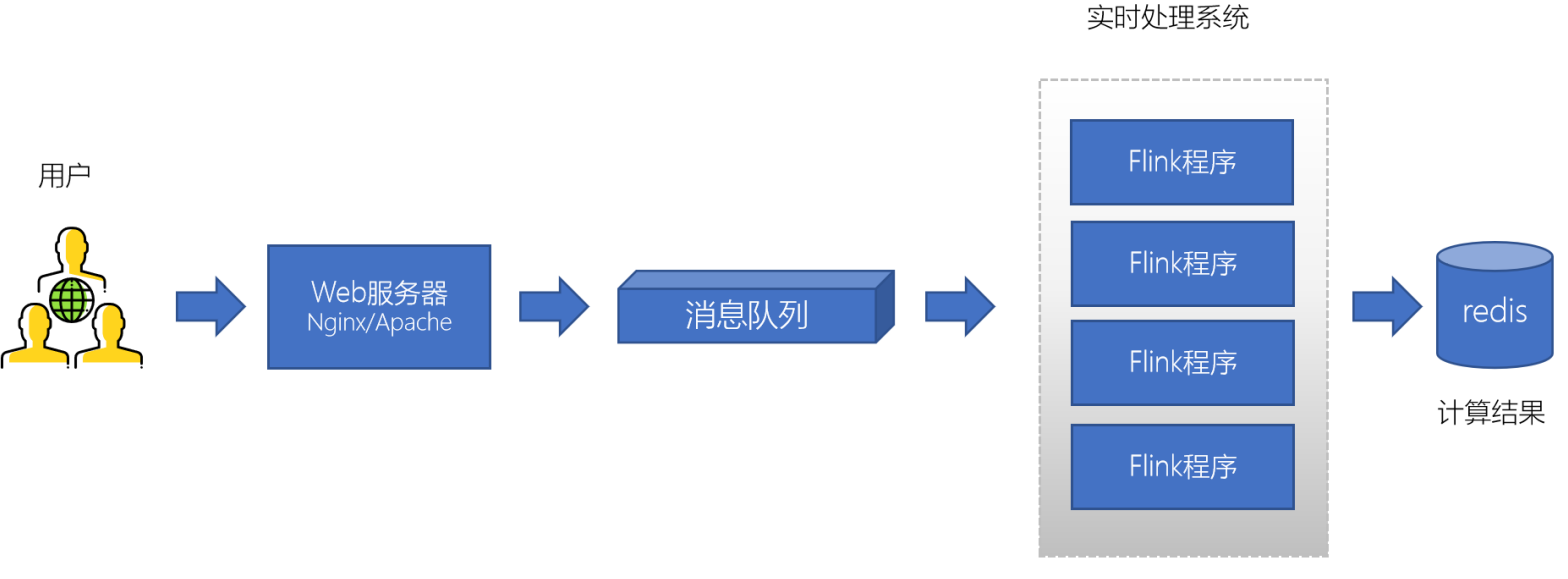 实时处理系统
用户
Web服务器
Nginx/Apache
消息队列
Flink程序
Flink程序
Flink程序
Flink程序
redis
计算结果